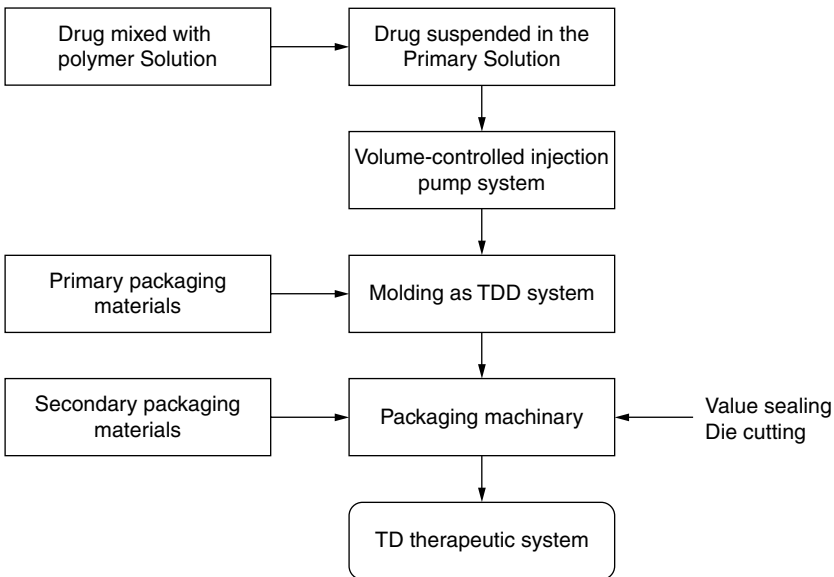 Drug mixed with
polymer Solution
Drug suspended in the
Primary Solution
Volume-controlled injection
pump system
Primary packaging
materials
Molding as TDD system
Secondary packaging
materials
Packaging machinary
Value sealing
Die cutting
TD therapeutic system